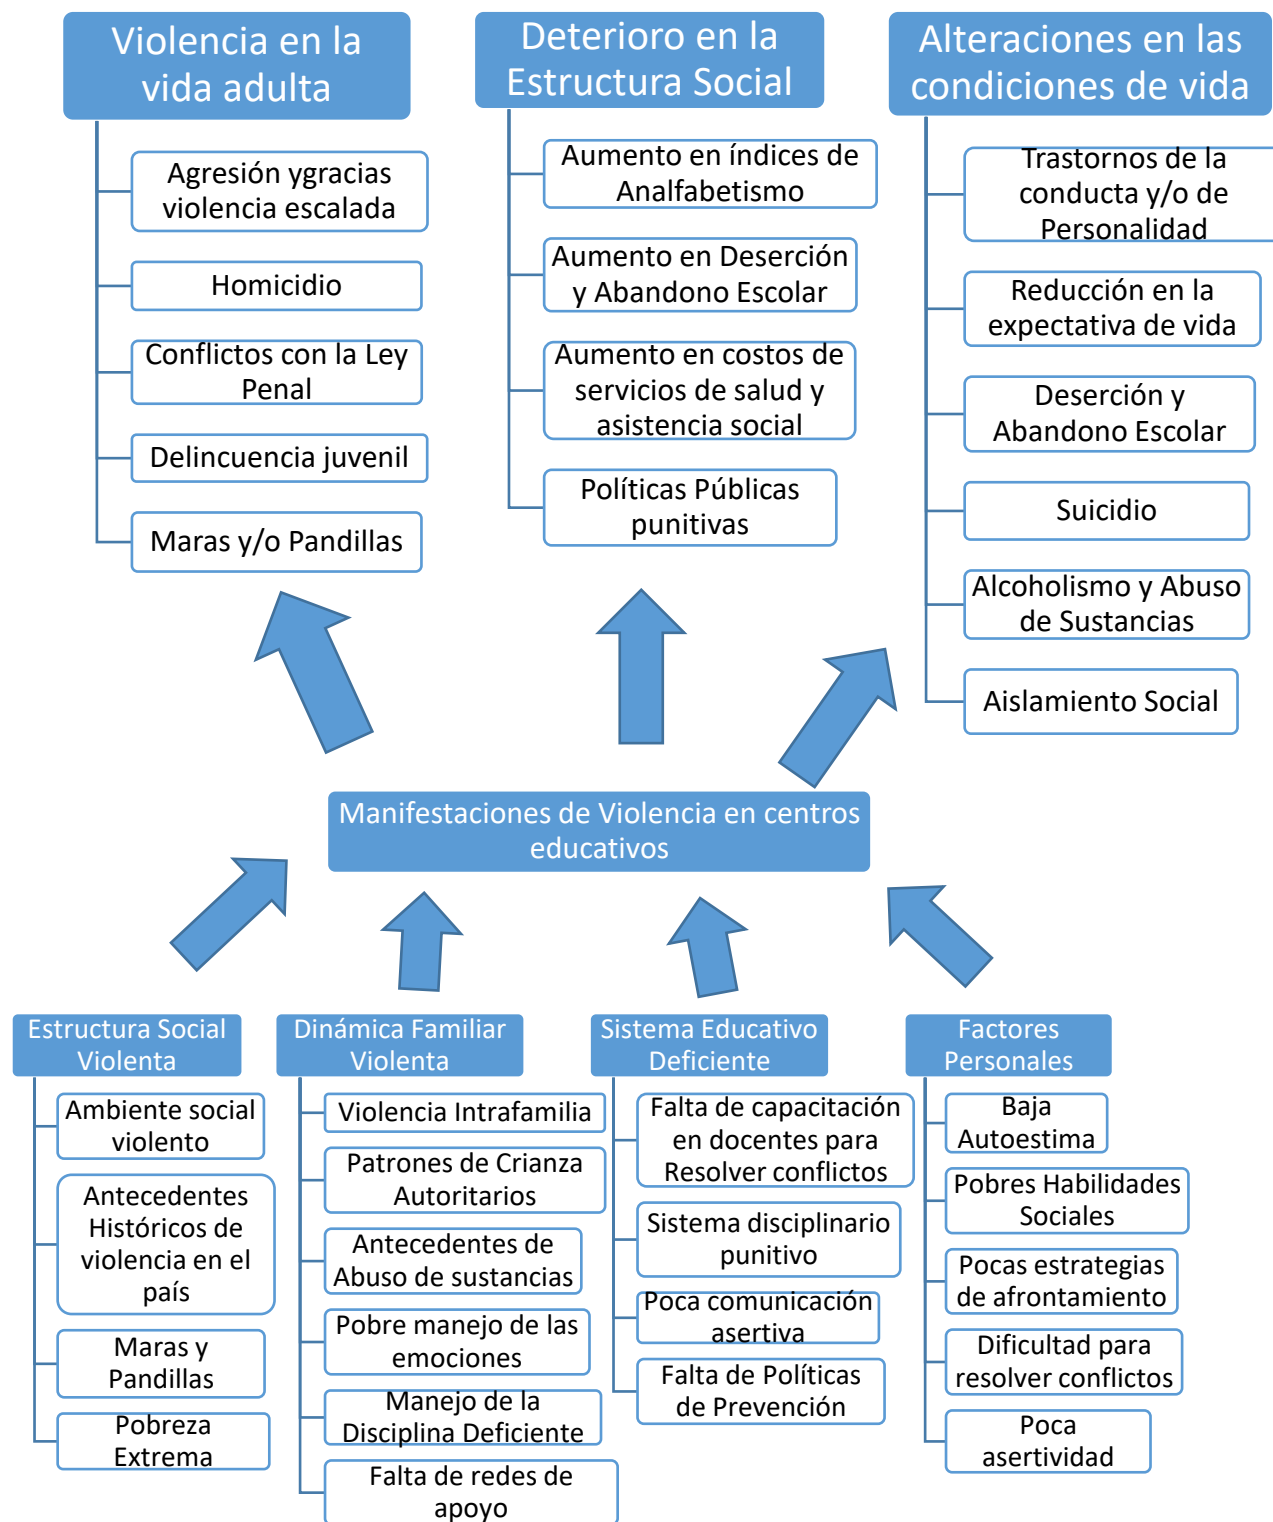 Violencia en la
vida adulta
Agresión ygracias
violencia escalada
Homicidio
Conflictos con la Ley
Penal
Delincuencia juvenil
Maras y/o Pandillas
Deterioro en la
Estructura Social
Aumento en índices de
Analfabetismo
Aumento en Deserción
y Abandono Escolar
Aumento en costos de
servicios de salud y
asistencia social
Políticas Públicas
punitivas
Alteraciones en las
condiciones de vida
Trastornos de la
conducta y/o de
Personalidad
Reducción en la
expectativa de vida
Deserción y
Abandono Escolar
Suicidio
Alcoholismo y Abuso
de Sustancias
Aislamiento Social
Manifestaciones de Violencia en centros
educativos
Estructura Social
Violenta
Ambiente social
violento
Antecedentes
Históricos de
violencia en el
país
Maras y
Pandillas
Pobreza
Extrema
Dinámica Familiar
Violenta
Violencia Intrafamilia
Patrones de Crianza
Autoritarios
Antecedentes de
Abuso de sustancias
Pobre manejo de las
emociones
Manejo de la
Disciplina Deficiente
Falta de redes de
apoyo
Sistema Educativo
Deficiente
Falta de capacitación
en docentes para
Resolver conflictos
Sistema disciplinario
punitivo
Poca comunicación
asertiva
Falta de Políticas
de Prevención
Factores
Personales
Baja
Autoestima
Pobres Habilidades
Sociales
Pocas estrategias
de afrontamiento
Dificultad para
resolver conflictos
Poca
asertividad